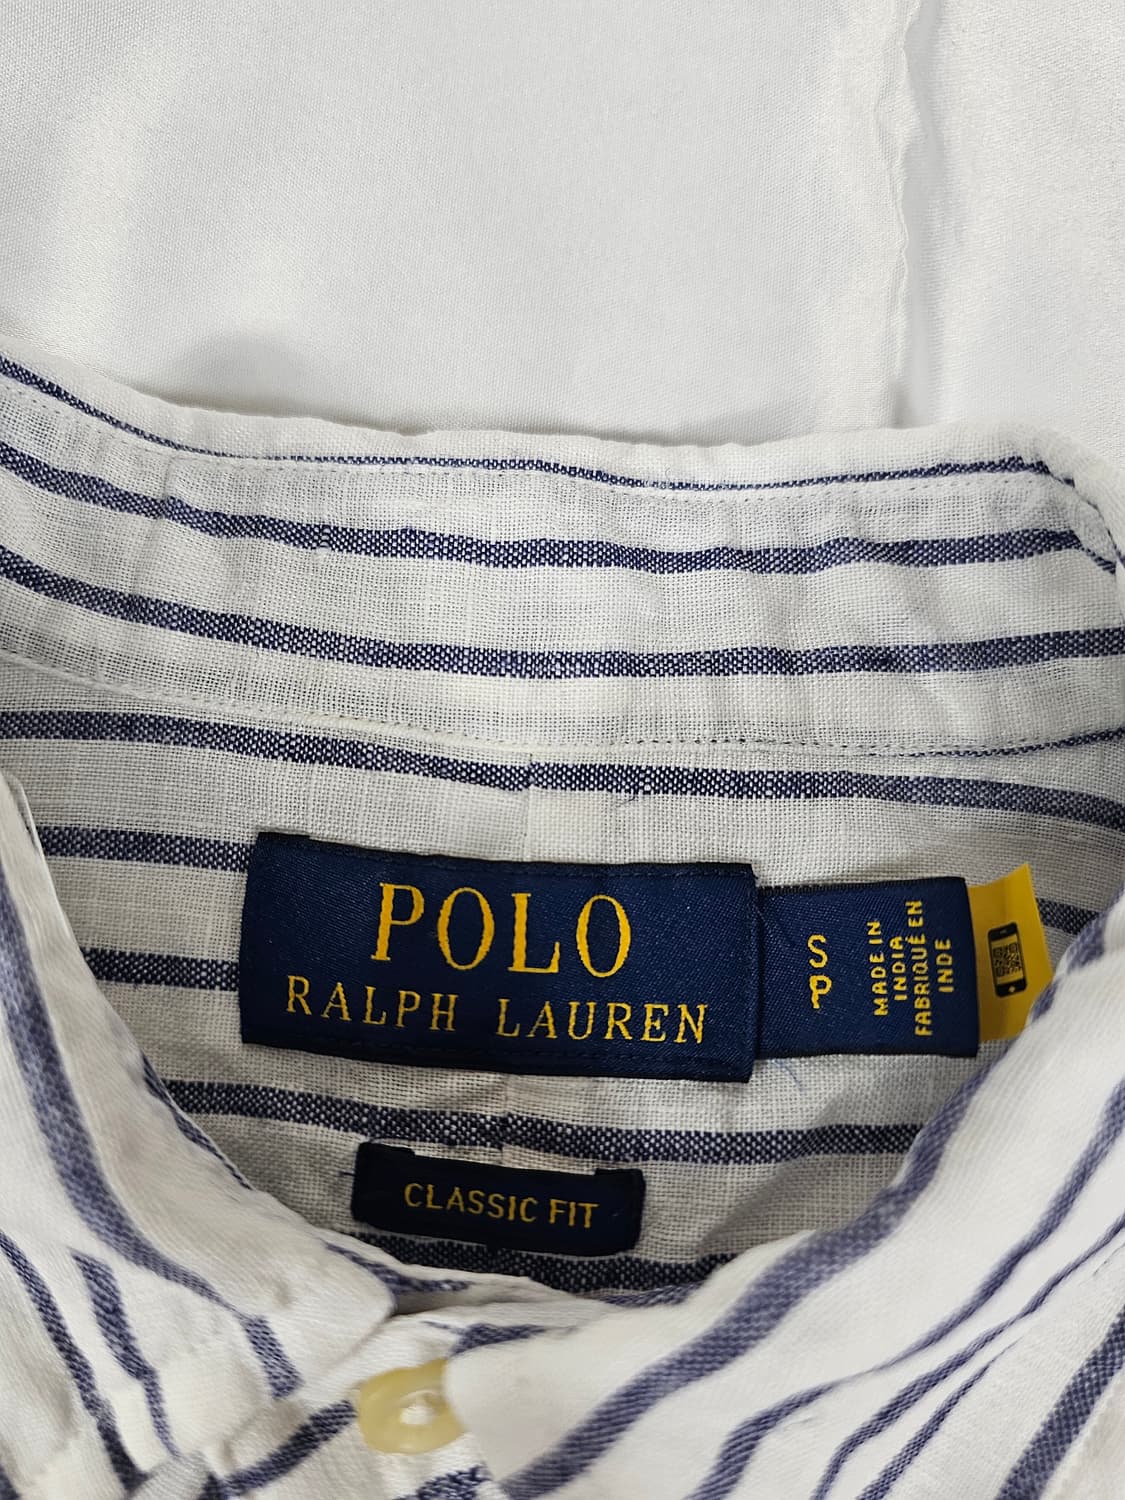 POLO
RALPH LAUREN
S
P
MADE IN
INDIA
FABRIQUÉ EN
INDE
CLASSIC FIT